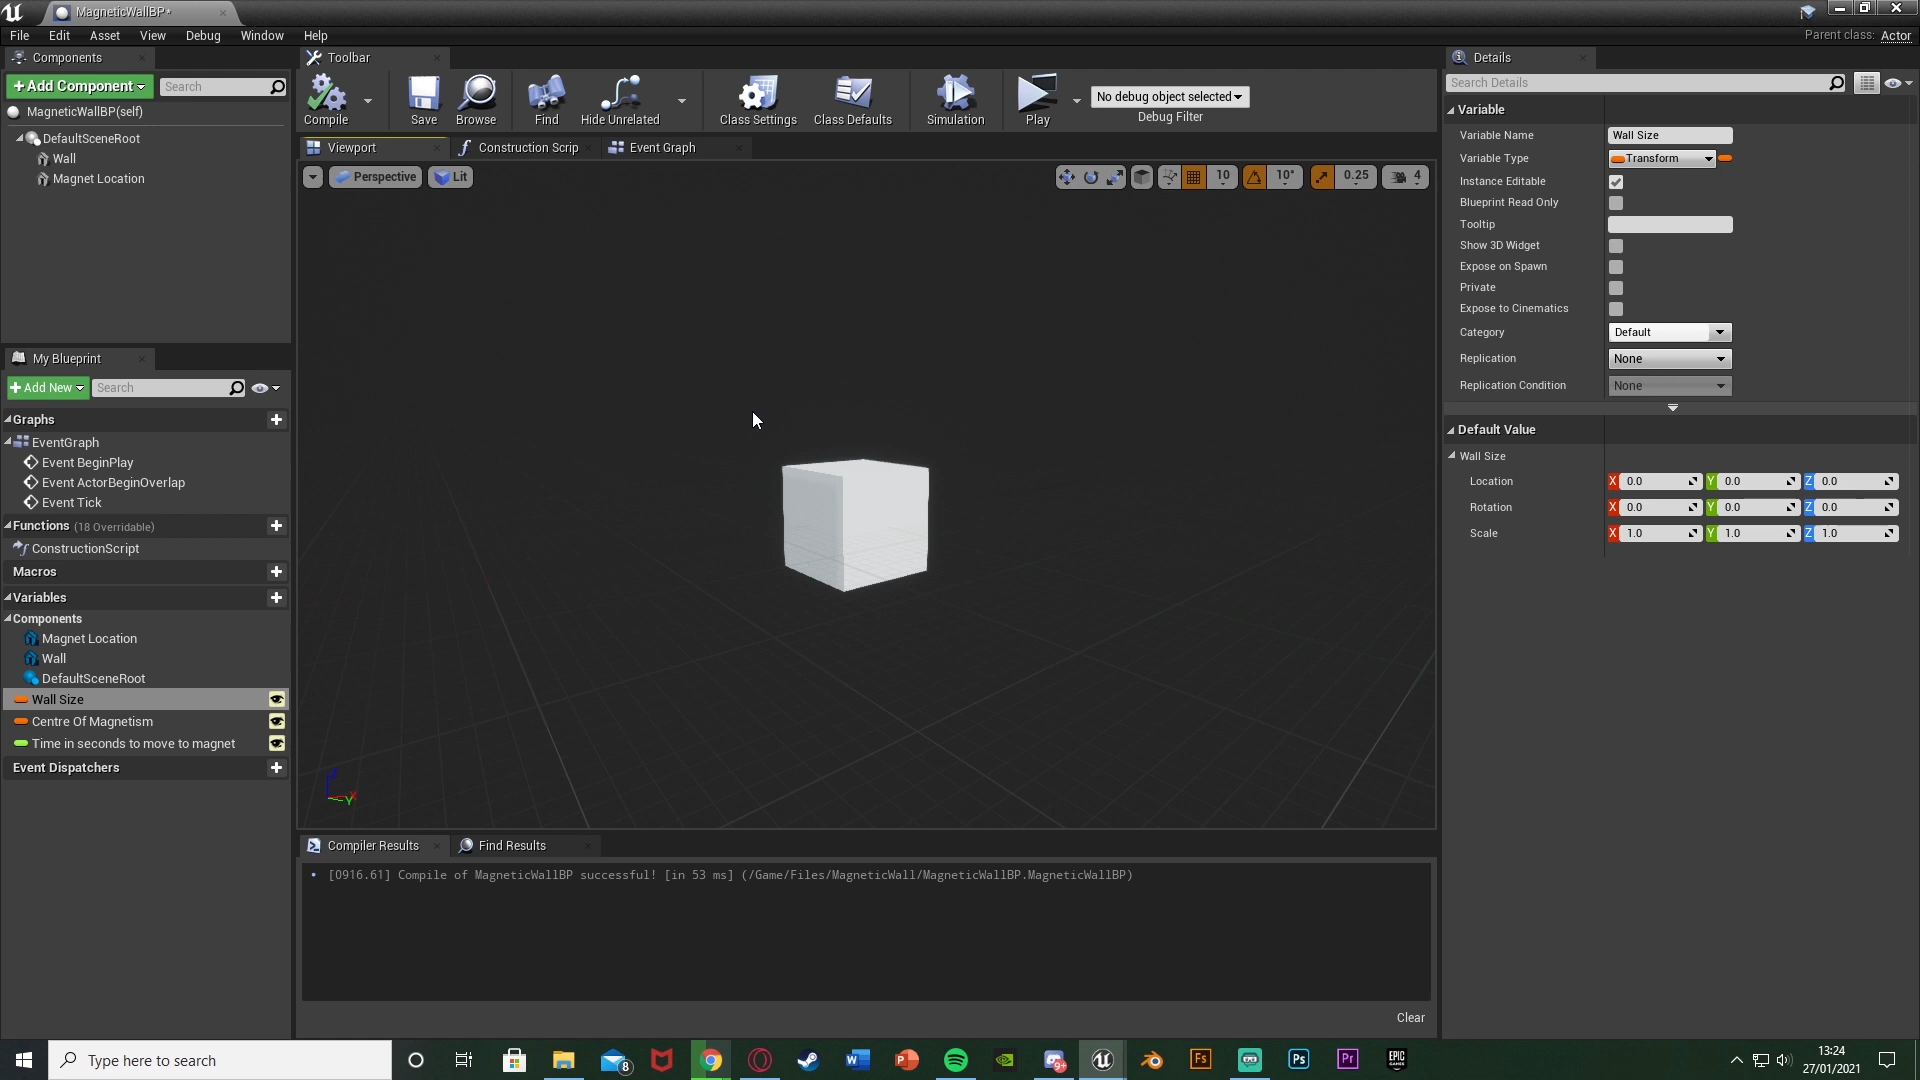 MagneticWallBP*
File Edit Asset View Debug Window Help
Parent class: Actor
Components
+Add Component
Search
MagneticWallBP(self)
DefaultSceneRoot
Wall
Magnet Location
My Blueprint
+Add New
Search
Graphs
EventGraph
Event BeginPlay
Event ActorBeginOverlap
Event Tick
Functions (18 Overridable)
ConstructionScript
Macros
Variables
Components
Magnet Location
Wall
DefaultSceneRoot
Wall Size
Centre Of Magnetism
Time in seconds to move to magnet
Event Dispatchers
Toolbar
Compile Save Browse Find Hide Unrelated Class Settings Class Defaults Simulation Play
No debug object selected
Debug Filter
Viewport Construction Scrip Event Graph
Perspective Lit
10 10° 0.25 4
X Y
Compiler Results Find Results
• [0916.61] Compile of MagneticWallBP successful! [in 53 ms] (/Game/Files/MagneticWall/MagneticWallBP.MagneticWallBP)
Clear
Details
Search Details
Variable
Variable Name Wall Size
Variable Type Transform
Instance Editable
Blueprint Read Only
Tooltip
Show 3D Widget
Expose on Spawn
Private
Expose to Cinematics
Category Default
Replication None
Replication Condition None
Default Value
Wall Size
Location X 0.0 Y 0.0 Z 0.0
Rotation X 0.0 Y 0.0 Z 0.0
Scale X 1.0 Y 1.0 Z 1.0
Type here to search
8
W
P
9+
Fs
Ps
Pr
EPIC GAMES
13:24
27/01/2021